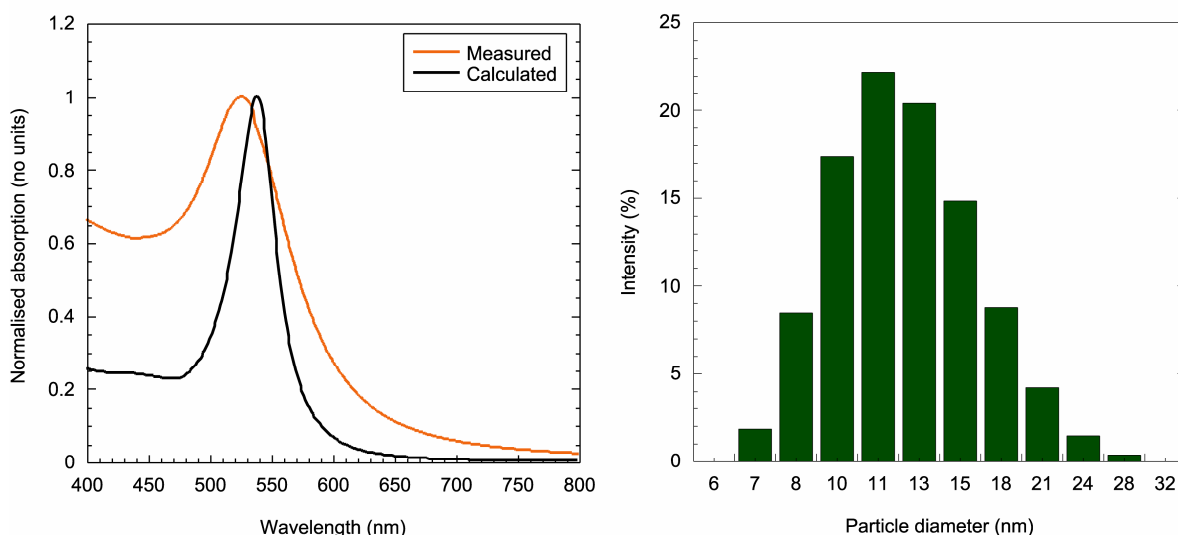 1.2
1
0.8
0.6
0.4
0.2
0
Normalised absorption (no units)
Measured
Calculated
400 450 500 550 600 650 700 750 800
Wavelength (nm)
25
20
15
10
5
0
Intensity (%)
6 7 8 10 11 13 15 18 21 24 28 32
Particle diameter (nm)